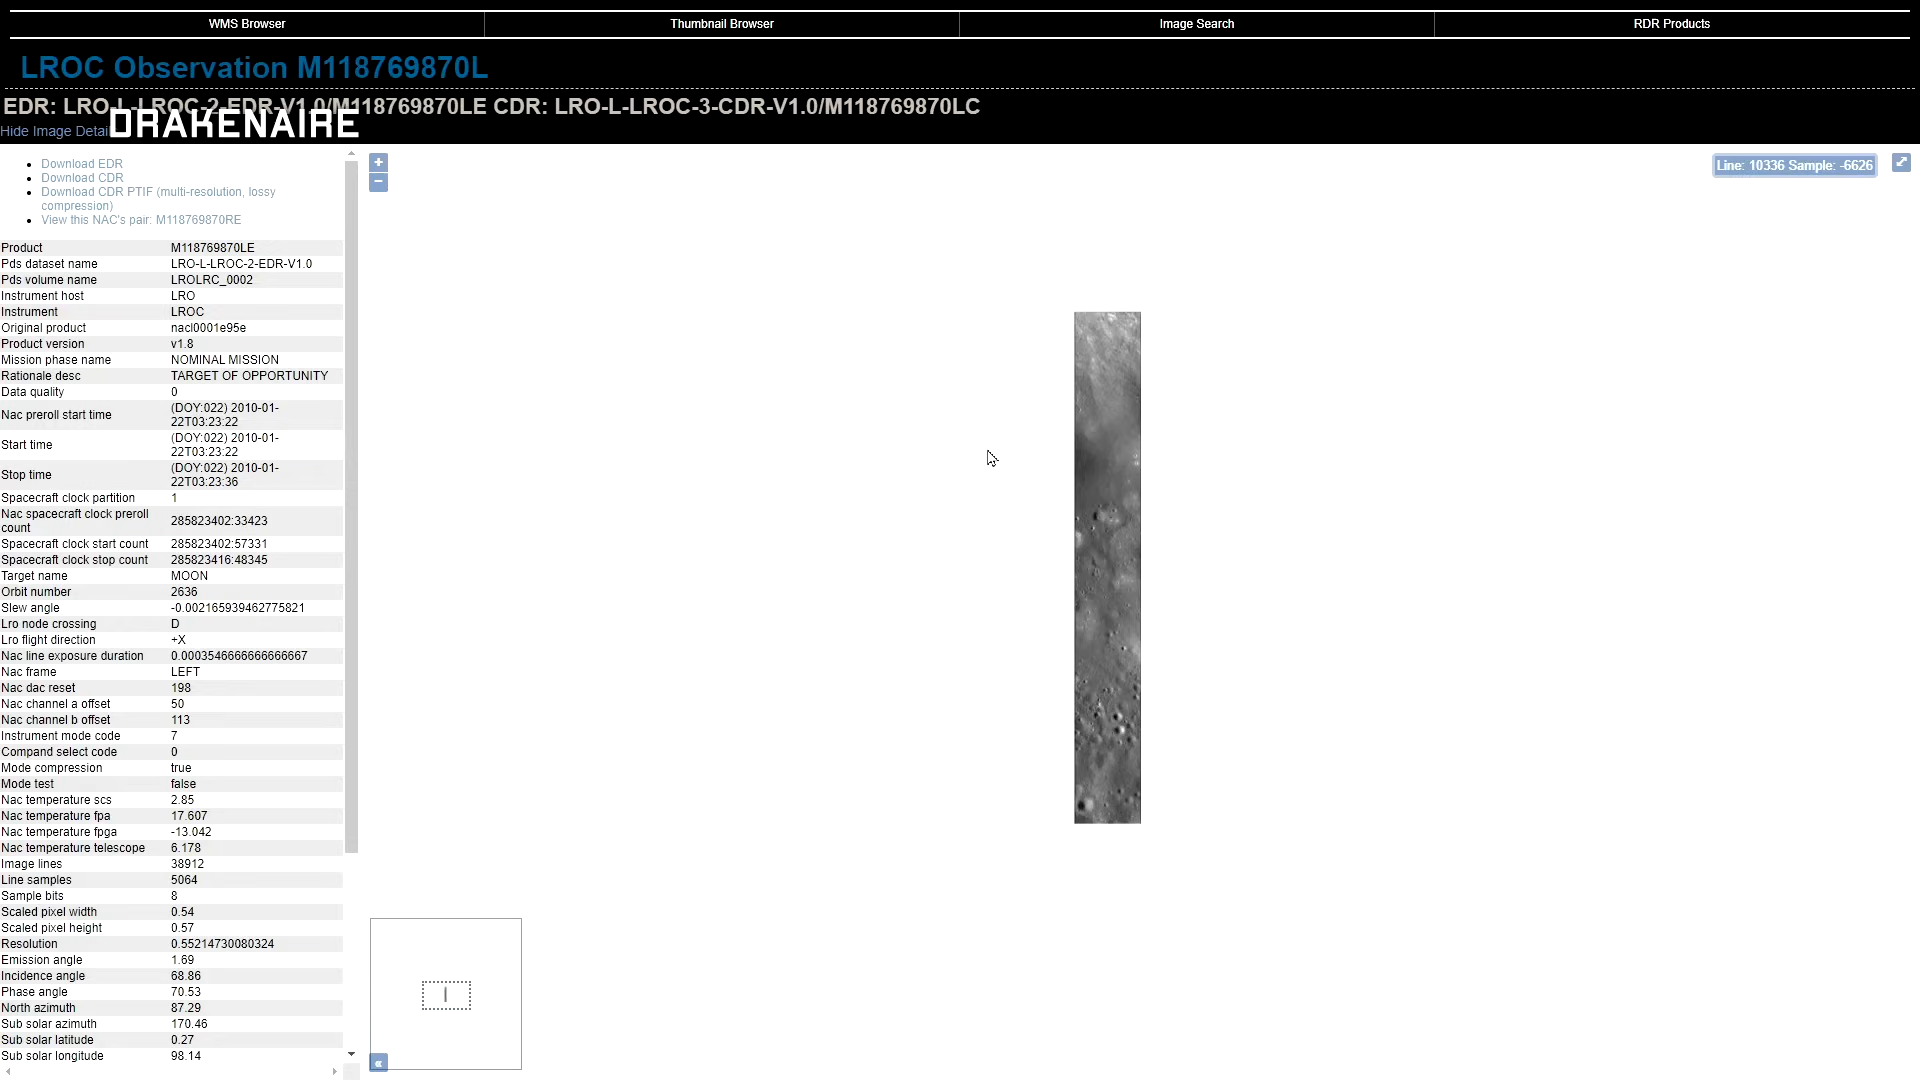 WMS Browser
Thumbnail Browser
Image Search
RDR Products
LROC Observation M118769870L
EDR: LRO-L-LROC-2-EDR-V1.0/M118769870LE CDR: LRO-L-LROC-3-CDR-V1.0/M118769870LC
Hide Image Detai
DRAKENAIRE
Download EDR
Download CDR
Download CDR PTIF (multi-resolution, lossy
compression)
View this NAC's pair: M118769870RE
+
−
Line: 10336 Sample: -6626
Product M118769870LE
Pds dataset name LRO-L-LROC-2-EDR-V1.0
Pds volume name LROLRC_0002
Instrument host LRO
Instrument LROC
Original product nacl0001e95e
Product version v1.8
Mission phase name NOMINAL MISSION
Rationale desc TARGET OF OPPORTUNITY
Data quality 0
Nac preroll start time (DOY:022) 2010-01-
22T03:23:22
Start time (DOY:022) 2010-01-
22T03:23:22
Stop time (DOY:022) 2010-01-
22T03:23:36
Spacecraft clock partition 1
Nac spacecraft clock preroll
count 285823402:33423
Spacecraft clock start count 285823402:57331
Spacecraft clock stop count 285823416:48345
Target name MOON
Orbit number 2636
Slew angle -0.002165939462775821
Lro node crossing D
Lro flight direction +X
Nac line exposure duration 0.0003546666666666667
Nac frame LEFT
Nac dac reset 198
Nac channel a offset 50
Nac channel b offset 113
Instrument mode code 7
Compand select code 0
Mode compression true
Mode test false
Nac temperature scs 2.85
Nac temperature fpa 17.607
Nac temperature fpga -13.042
Nac temperature telescope 6.178
Image lines 38912
Line samples 5064
Sample bits 8
Scaled pixel width 0.54
Scaled pixel height 0.57
Resolution 0.55214730080324
Emission angle 1.69
Incidence angle 68.86
Phase angle 70.53
North azimuth 87.29
Sub solar azimuth 170.46
Sub solar latitude 0.27
Sub solar longitude 98.14
«